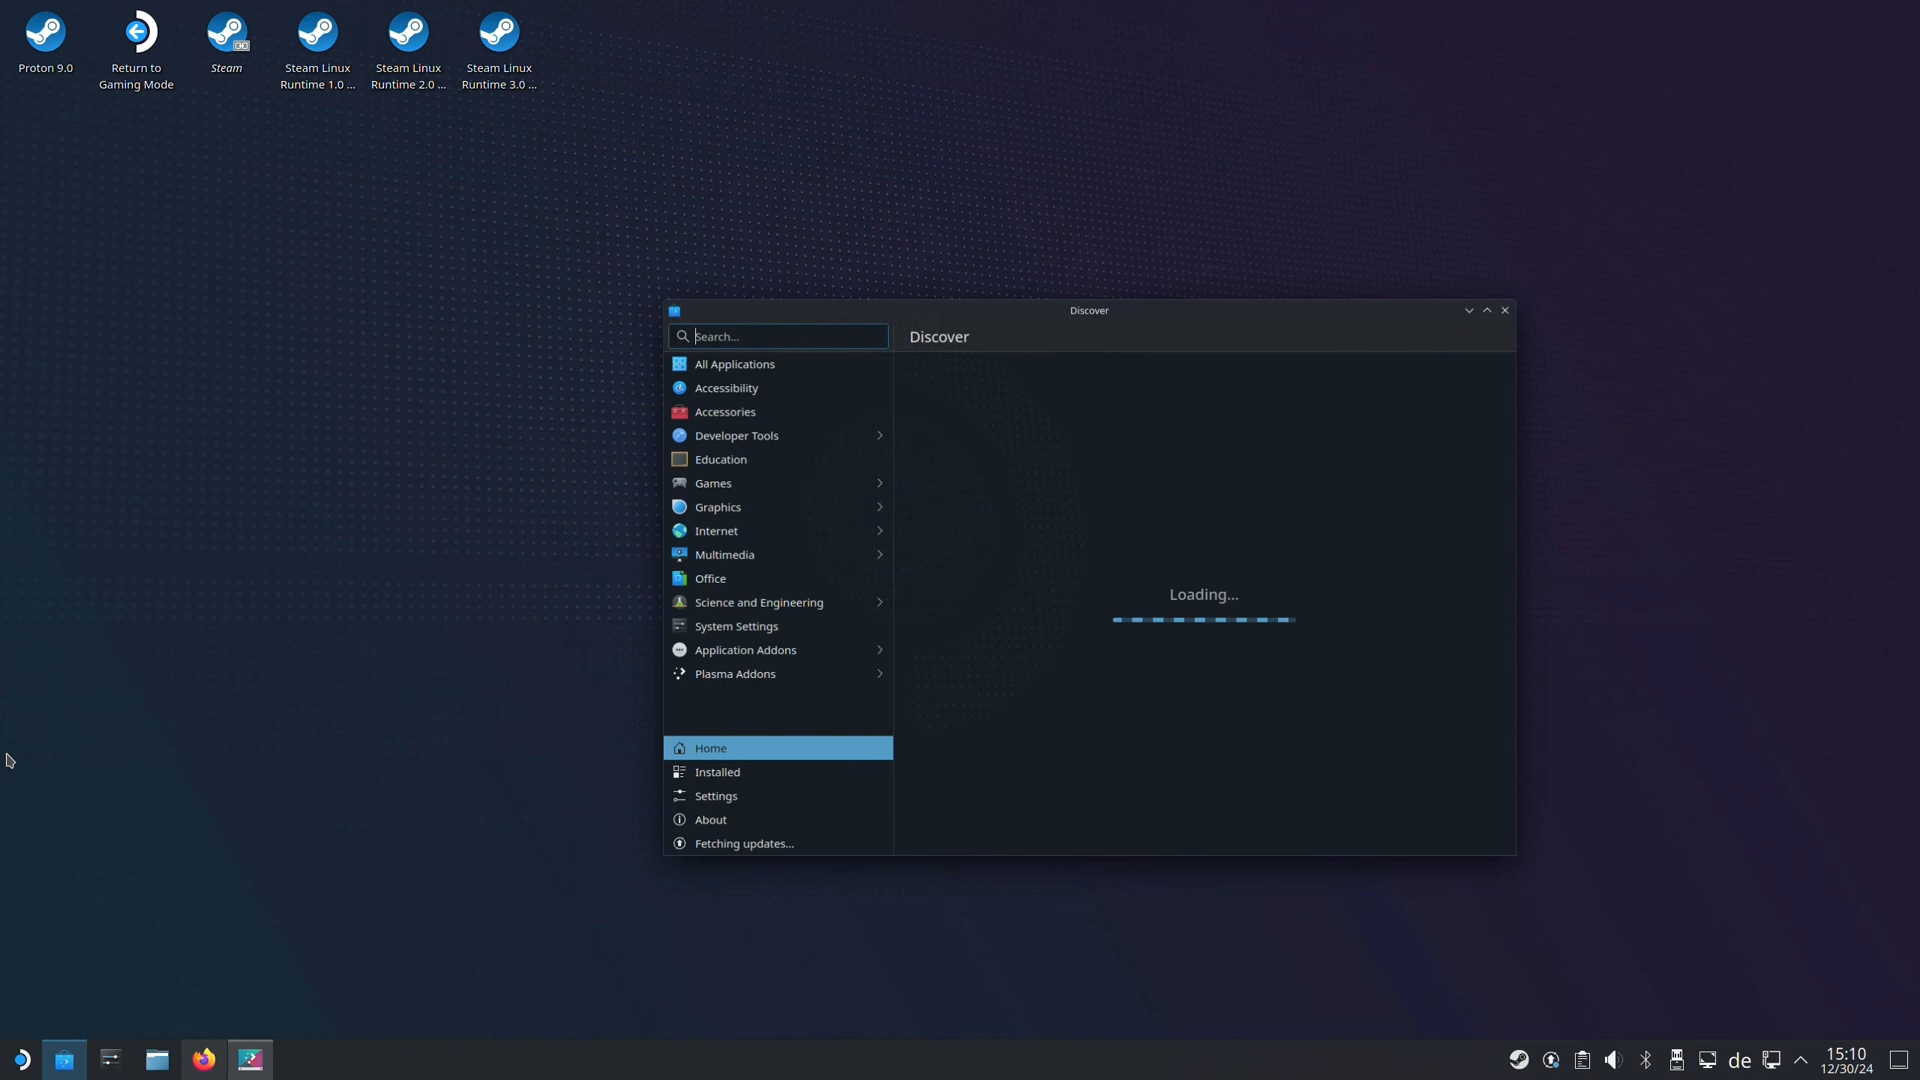 Proton 9.0
Return to
Gaming Mode
Steam
Steam Linux
Runtime 1.0 ...
Steam Linux
Runtime 2.0 ...
Steam Linux
Runtime 3.0 ...
Discover
Search...
Discover
All Applications
Accessibility
Accessories
Developer Tools
Education
Games
Graphics
Internet
Multimedia
Office
Science and Engineering
System Settings
Application Addons
Plasma Addons
Loading...
Home
Installed
Settings
About
Fetching updates...
de
15:10
12/30/24